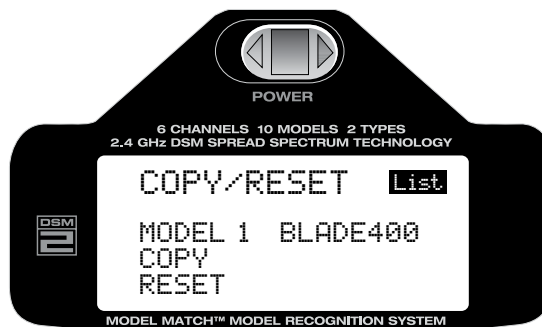 POWER
6 CHANNELS 10 MODELS 2 TYPES
2.4 GHz DSM SPREAD SPECTRUM TECHNOLOGY
COPY/RESET List
DSM
2
MODEL 1 BLADE400
COPY
RESET
MODEL MATCH™ MODEL RECOGNITION SYSTEM